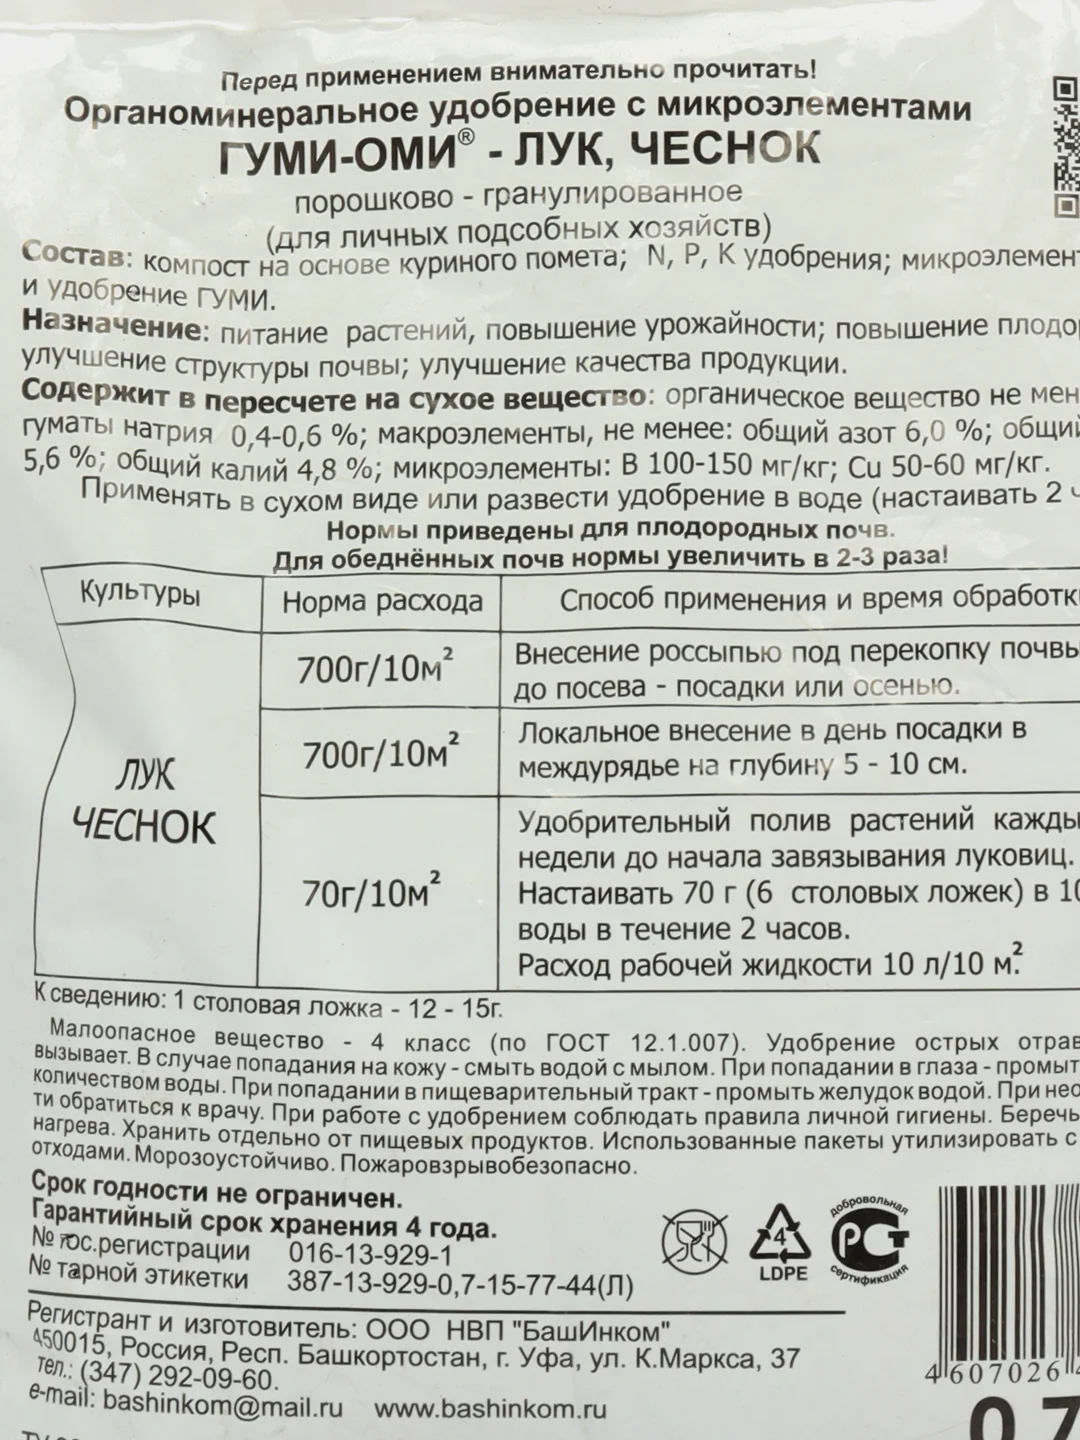 Перед применением внимательно прочитать!
Органоминеральное удобрение с микроэлементами
ГУМИ-ОМИ® - ЛУК, ЧЕСНОК
порошково - гранулированное
(для личных подсобных хозяйств)
Состав: компост на основе куриного помета; N, P, K удобрения; микроэлемен
и удобрение ГУМИ.
Назначение: питание растений, повышение урожайности; повышение плодо
улучшение структуры почвы; улучшение качества продукции.
Содержит в пересчете на сухое вещество: органическое вещество не мен
гуматы натрия 0,4-0,6 %; макроэлементы, не менее: общий азот 6,0 %; общи
5,6 %; общий калий 4,8 %; микроэлементы: В 100-150 мг/кг; Cu 50-60 мг/кг.
Применять в сухом виде или развести удобрение в воде (настаивать 2 ч
Нормы приведены для плодородных почв.
Для обеднённых почв нормы увеличить в 2-3 раза!
Культуры Норма расхода Способ применения и время обработк
700г/10м² Внесение россыпью под перекопку почвы
до посева - посадки или осенью.
700г/10м² Локальное внесение в день посадки в
междурядье на глубину 5 - 10 см.
ЛУК
ЧЕСНОК
70г/10м² Удобрительный полив растений кажды
недели до начала завязывания луковиц.
Настаивать 70 г (6 столовых ложек) в 10
воды в течение 2 часов.
Расход рабочей жидкости 10 л/10 м².
К сведению: 1 столовая ложка - 12 - 15г.
Малоопасное вещество - 4 класс (по ГОСТ 12.1.007). Удобрение острых отрав
вызывает. В случае попадания на кожу - смыть водой с мылом. При попадании в глаза - промыт
количеством воды. При попадании в пищеварительный тракт - промыть желудок водой. При нео
ти обратиться к врачу. При работе с удобрением соблюдать правила личной гигиены. Беречь
нагрева. Хранить отдельно от пищевых продуктов. Использованные пакеты утилизировать с
отходами. Морозоустойчиво. Пожаровзрывобезопасно.
Срок годности не ограничен.
Гарантийный срок хранения 4 года.
№ гос.регистрации 016-13-929-1
№ тарной этикетки 387-13-929-0,7-15-77-44(Л)
4
LDPE
добровольная
РСТ
сертификация
Регистрант и изготовитель: ООО НВП "БашИнком"
450015, Россия, Респ. Башкортостан, г. Уфа, ул. К.Маркса, 37
тел.: (347) 292-09-60.
e-mail: bashinkom@mail.ru www.bashinkom.ru
4 607026
0,7